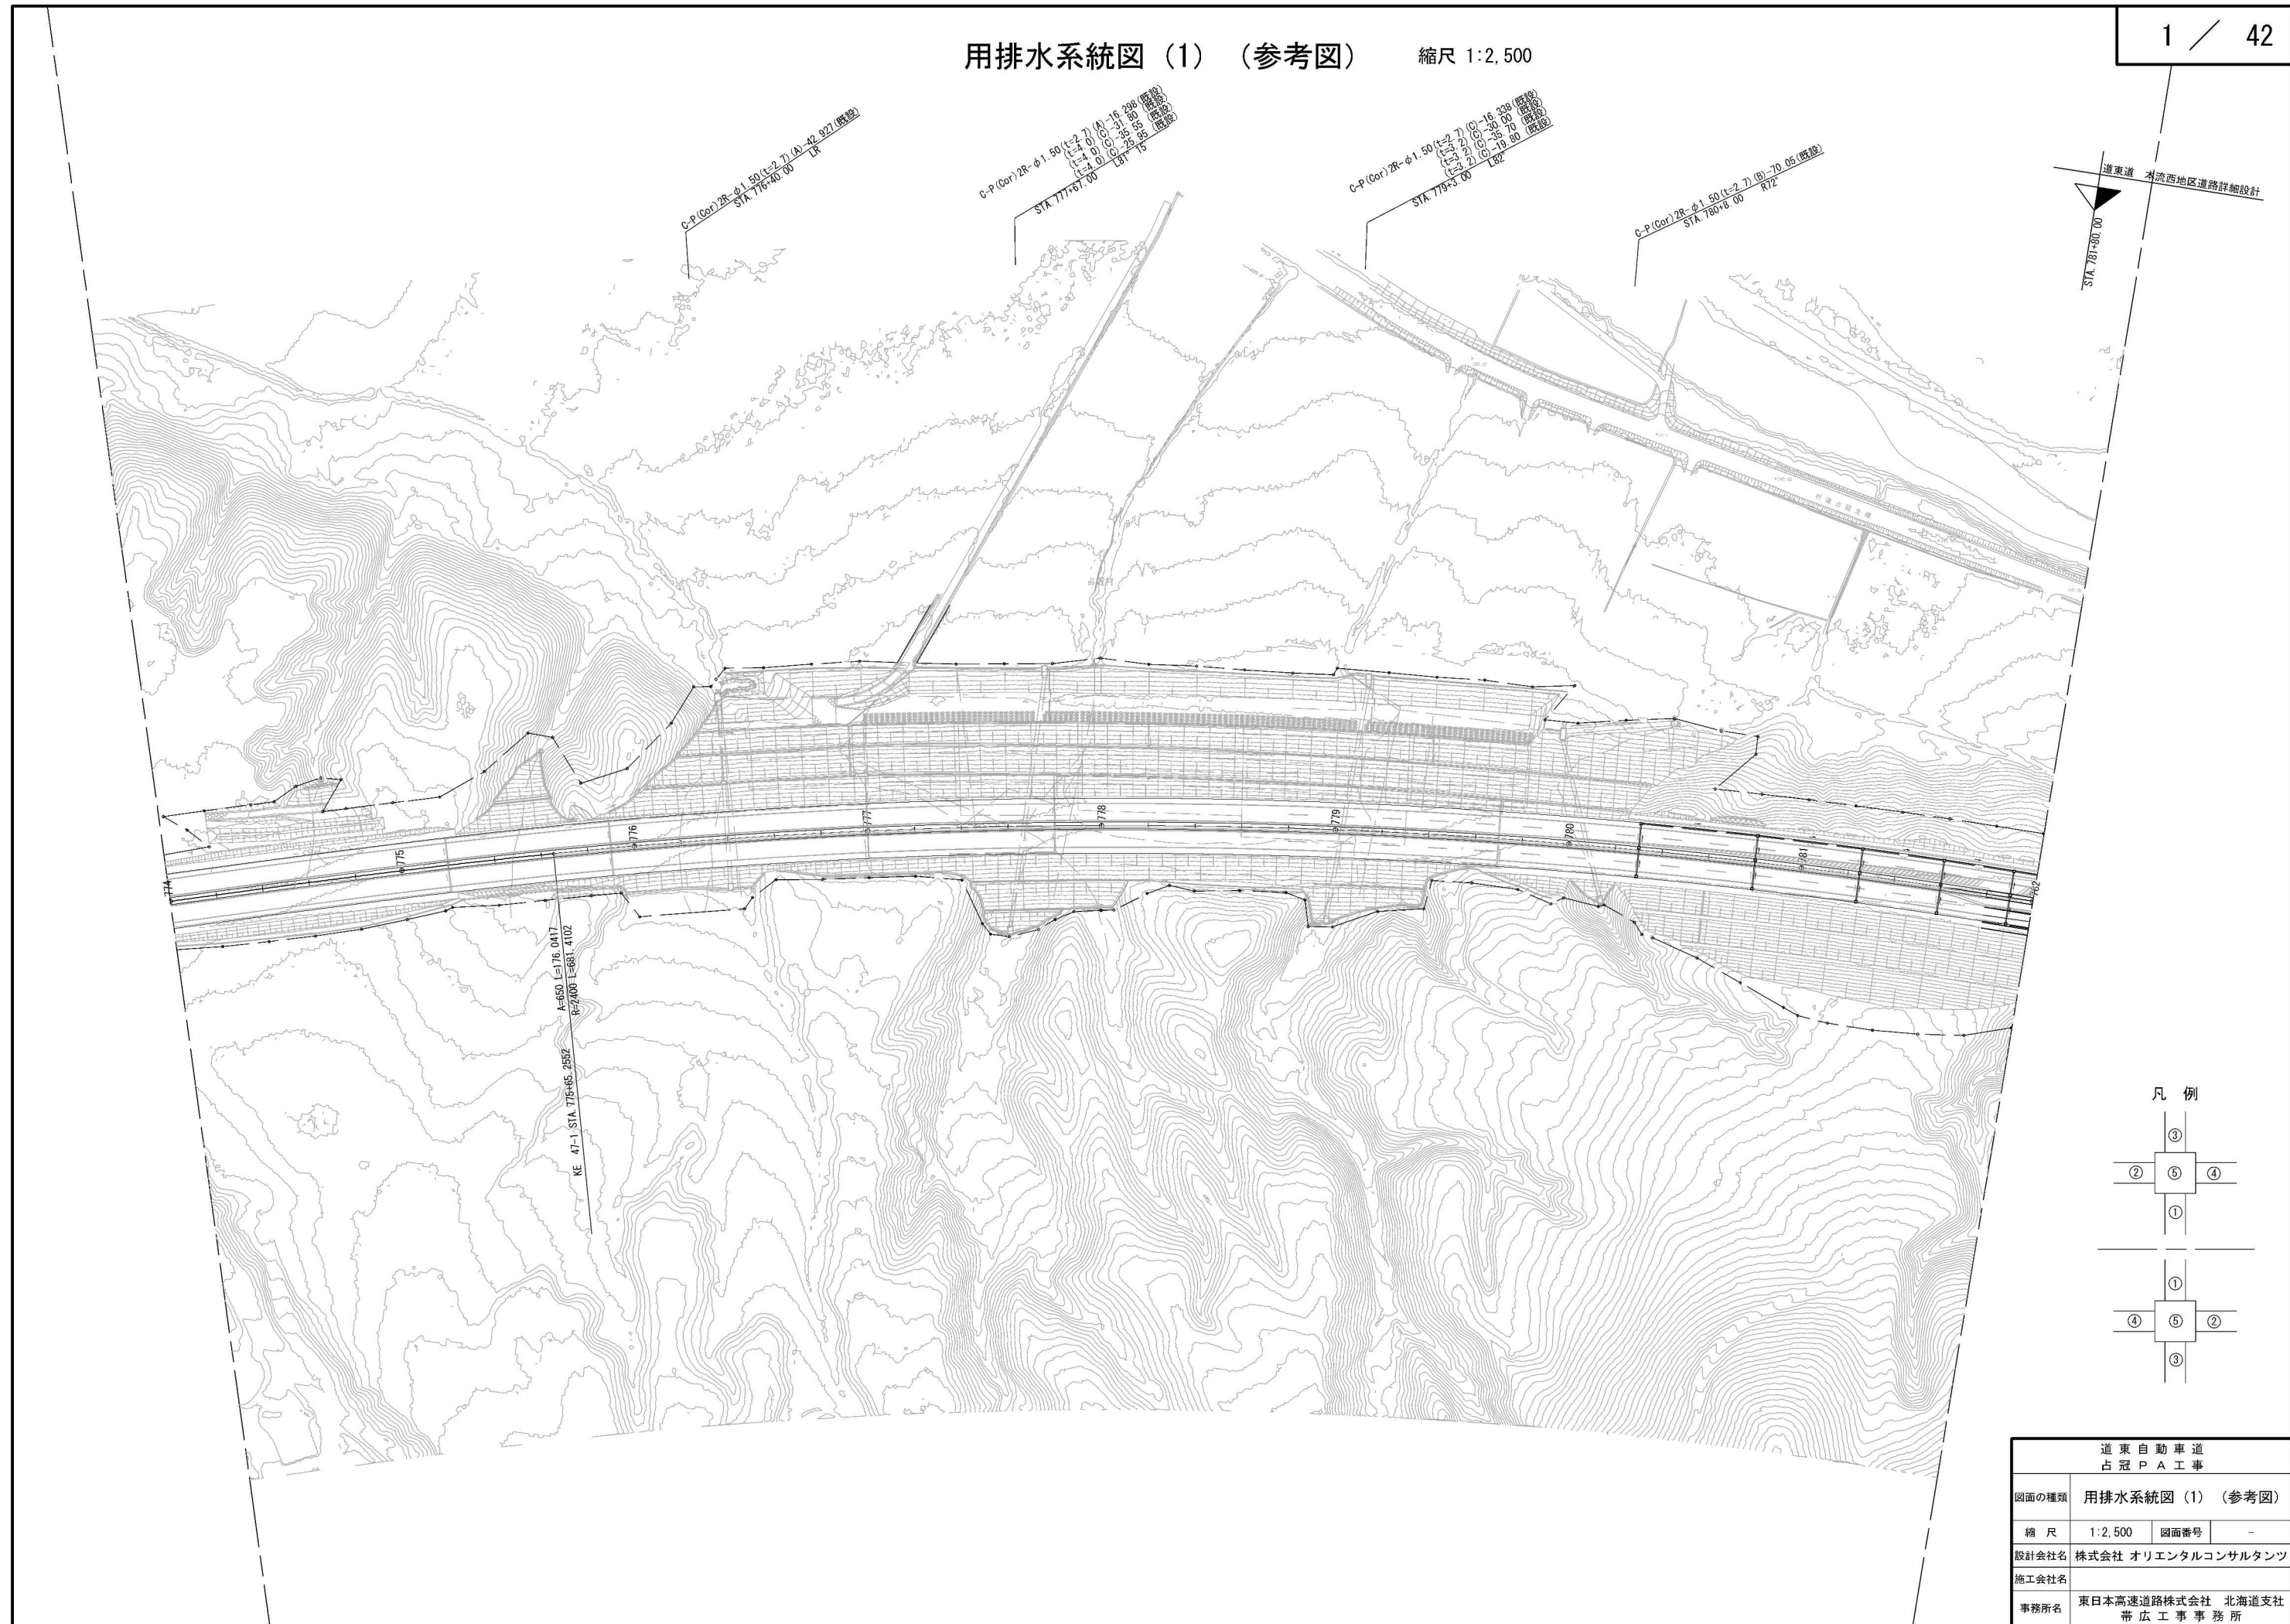 1 ／ 42
用排水系統図（1）（参考図） 縮尺 1:2,500
C-P(Cor)2R-φ1.50(t=2.7)(A)-42.927(既設)
STA.776+40.00 LR
C-P(Cor)2R-φ1.50(t=2.7)(A)-16.298(既設)
(t=4.0)(C)-31.80 (既設)
(t=4.0)(C)-35.55 (既設)
(t=4.0)(C)-25.95 (既設)
STA.777+67.00 L81° 15′
C-P(Cor)2R-φ1.50(t=2.7)(C)-16.338(既設)
(t=3.2)(C)-30.00 (既設)
(t=3.2)(C)-35.70 (既設)
(t=3.2)(C)-19.80 (既設)
STA.779+3.00 L82°
C-P(Cor)2R-φ1.50(t=2.7)(B)-70.05(既設)
STA.780+8.00 R72°
道東道 本流西地区道路詳細設計
STA.781+80.00
村道占冠支線
占冠村
774
775
776
777
778
779
780
781
782
A=650 L=176.0417
R=2400 L=681.4102
KE 47-1 STA.775+65.2552
凡 例
③
② ⑤ ④
①
①
④ ⑤ ②
③
道東自動車道
占冠ＰＡ工事
図面の種類 用排水系統図（1）（参考図）
縮 尺 1:2,500 図面番号 -
設計会社名 株式会社 オリエンタルコンサルタンツ
施工会社名
事務所名 東日本高速道路株式会社 北海道支社
帯広工事事務所